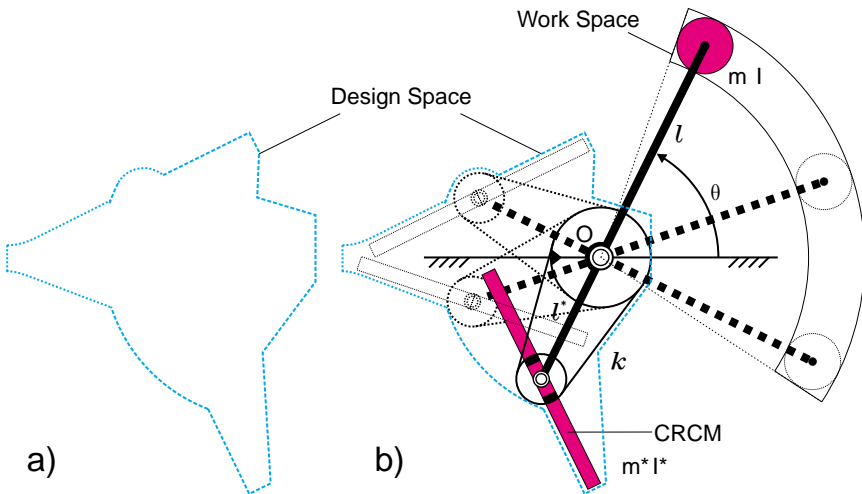 Work Space
m I
Design Space
l
θ
O
l*
k
CRCM
m* I*
a)
b)